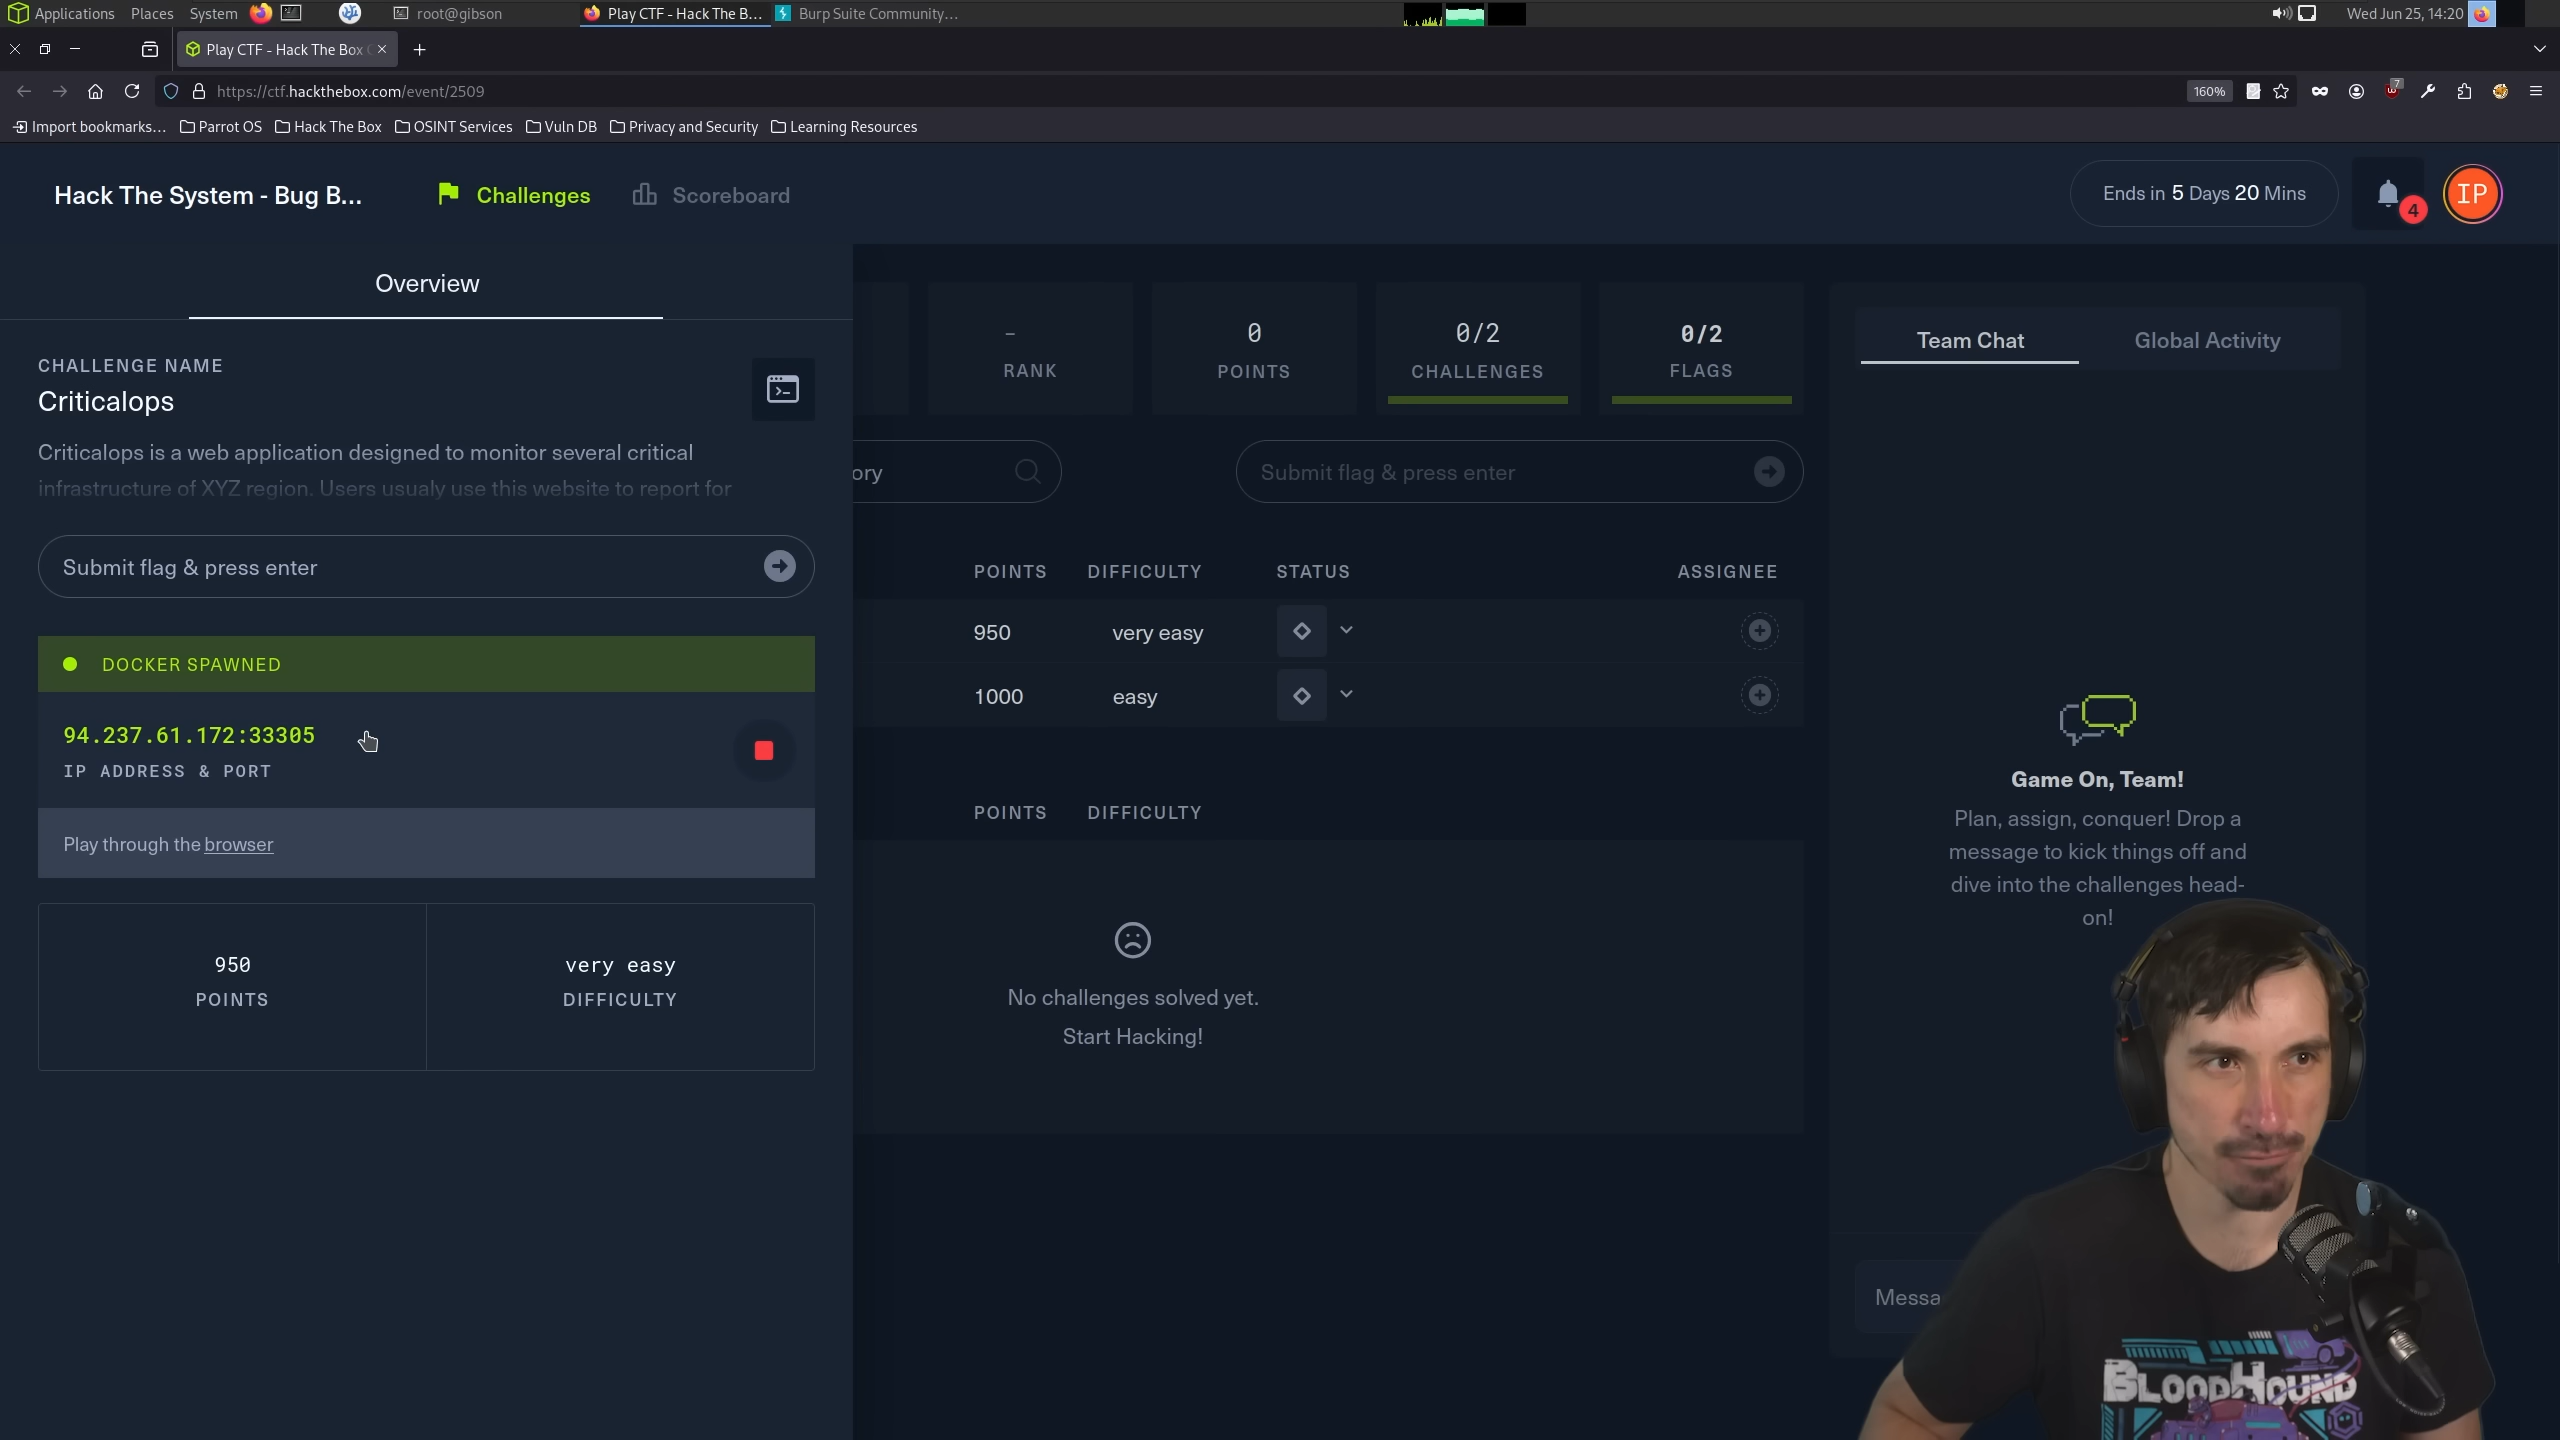 Applications Places System root@gibson Play CTF - Hack The B... Burp Suite Community... Wed Jun 25, 14:20
Play CTF - Hack The Box
https://ctf.hackthebox.com/event/2509 160% 7
Import bookmarks... Parrot OS Hack The Box OSINT Services Vuln DB Privacy and Security Learning Resources
Hack The System - Bug B... Challenges Scoreboard Ends in 5 Days 20 Mins 4 IP
Overview
CHALLENGE NAME
Criticalops
Criticalops is a web application designed to monitor several critical
infrastructure of XYZ region. Users usualy use this website to report for
Submit flag & press enter
DOCKER SPAWNED
94.237.61.172:33305
IP ADDRESS & PORT
Play through the browser
950
POINTS
very easy
DIFFICULTY
-
RANK
0
POINTS
0/2
CHALLENGES
0/2
FLAGS
ory
Submit flag & press enter
POINTS DIFFICULTY STATUS ASSIGNEE
950 very easy
1000 easy
POINTS DIFFICULTY
No challenges solved yet.
Start Hacking!
Team Chat Global Activity
Game On, Team!
Plan, assign, conquer! Drop a
message to kick things off and
dive into the challenges head-
on!
Messa
BLOODHOUND